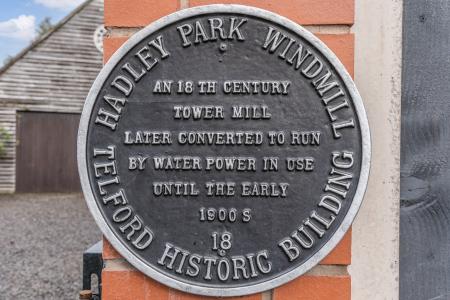 HADLEY PARK WINDMILL
AN 18 TH CENTURY
TOWER MILL
LATER CONVERTED TO RUN
BY WATER POWER IN USE
UNTIL THE EARLY
1900 S
18
TELFORD HISTORIC BUILDING